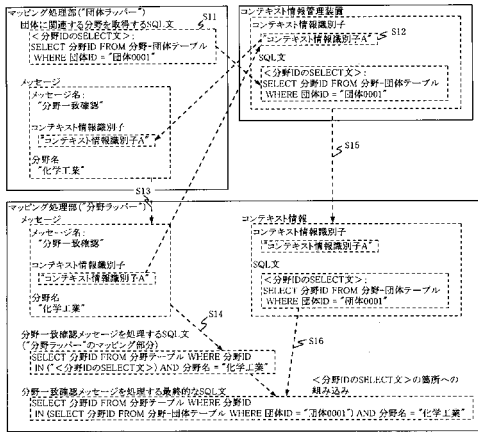 マッピング処理部("団体ラッパー")
団体に関連する分野を取得するSQL文
S11
<分野IDのSELECT文>:
SELECT 分野ID FROM 分野-団体テーブル
WHERE 団体ID = "団体0001"
メッセージ
メッセージ名:
"分野一致確認"
コンテキスト情報識別子
"コンテキスト情報識別子A"
分野名
"化学工業"
コンテキスト情報管理装置
コンテキスト情報識別子
"コンテキスト情報識別子A"
S12
SQL文
<分野IDのSELECT文>:
SELECT 分野ID FROM 分野-団体テーブル
WHERE 団体ID = "団体0001"
S15
S13
マッピング処理部("分野ラッパー")
メッセージ
メッセージ名:
"分野一致確認"
コンテキスト情報識別子
"コンテキスト情報識別子A"
分野名
"化学工業"
コンテキスト情報
コンテキスト情報識別子
"コンテキスト情報識別子A"
SQL文
<分野IDのSELECT文>:
SELECT 分野ID FROM 分野-団体テーブル
WHERE 団体ID = "団体0001"
S14
S16
分野一致確認メッセージを処理するSQL文
("分野ラッパー"のマッピング部分)
SELECT 分野ID FROM 分野テーブル WHERE 分野ID
IN ("<分野IDのSELECT文>) AND 分野名 = "化学工業"
<分野IDのSELECT文>の箇所への
組み込み
分野一致確認メッセージを処理する最終的なSQL文
SELECT 分野ID FROM 分野テーブル WHERE 分野ID
IN (SELECT 分野ID FROM 分野-団体テーブル WHERE 団体ID = "団体0001") AND 分野名 = "化学工業"